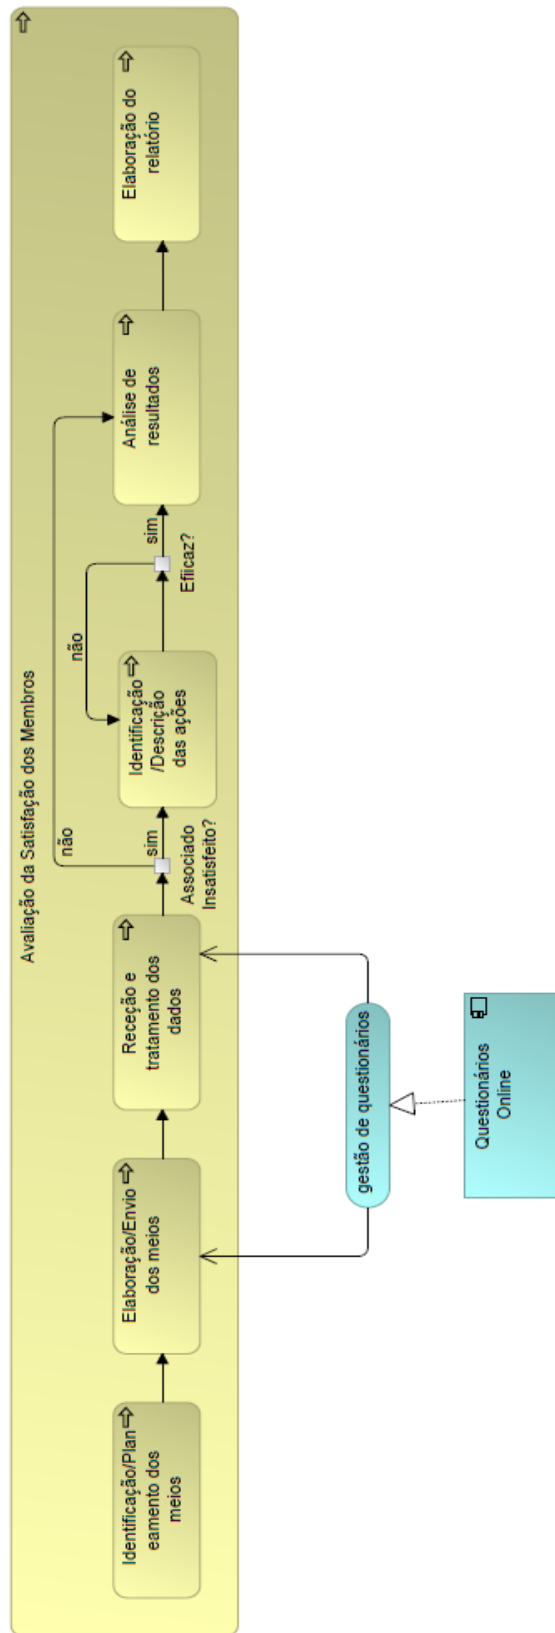 Avaliação da Satisfação dos Membros
Identificação/Plan
eamento dos
meios
Elaboração/Envio
dos meios
Receção e
tratamento dos
dados
Associado
Insatisfeito?
sim
não
Identificação
/Descrição
das ações
não
Efiicaz?
sim
Análise de
resultados
Elaboração do
relatório
gestão de questionários
Questionários
Online